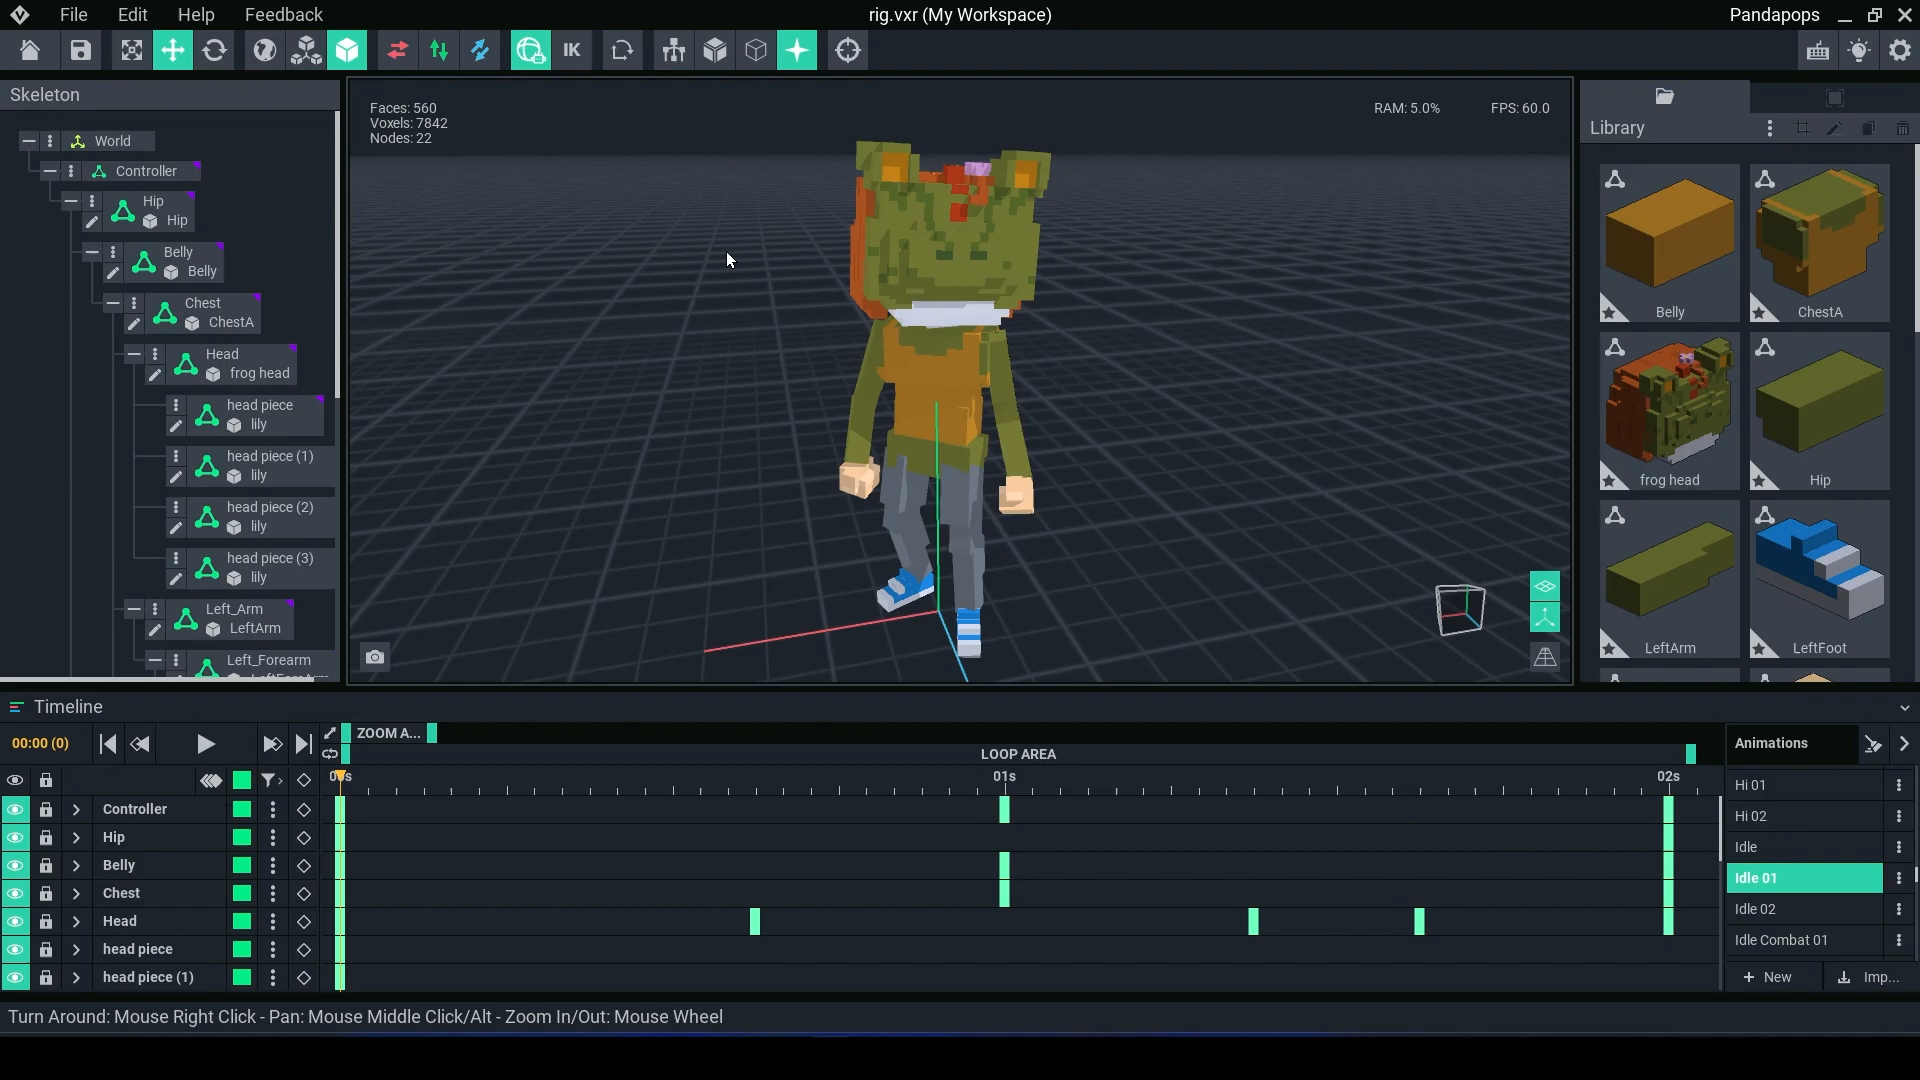 File Edit Help Feedback
rig.vxr (My Workspace)
Pandapops
IK
Skeleton
World
Controller
Hip
Hip
Belly
Belly
Chest
ChestA
Head
frog head
head piece
lily
head piece (1)
lily
head piece (2)
lily
head piece (3)
lily
Left_Arm
LeftArm
Left_Forearm
Faces: 560
Voxels: 7842
Nodes: 22
RAM: 5.0%
FPS: 60.0
Library
Belly
ChestA
frog head
Hip
LeftArm
LeftFoot
Timeline
00:00 (0)
ZOOM A...
LOOP AREA
01s
02s
Controller
Hip
Belly
Chest
Head
head piece
head piece (1)
Animations
Hi 01
Hi 02
Idle
Idle 01
Idle 02
Idle Combat 01
New
Imp...
Turn Around: Mouse Right Click - Pan: Mouse Middle Click/Alt - Zoom In/Out: Mouse Wheel